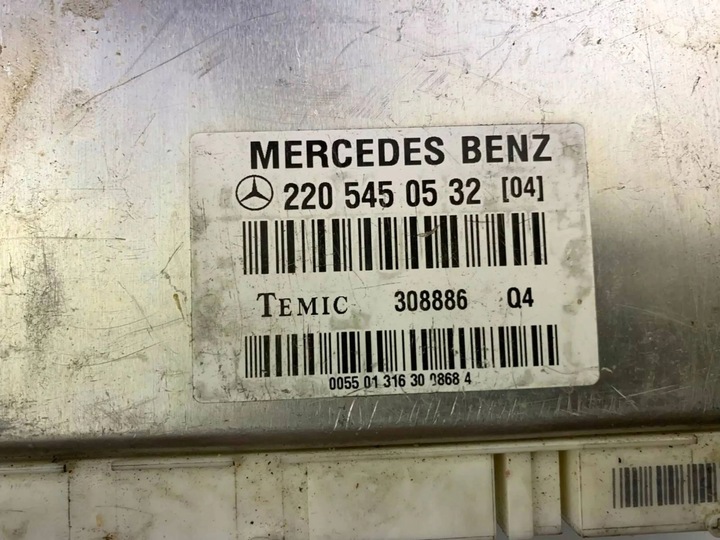 MERCEDES BENZ
220 545 05 32 [04]
TEMIC 308886 Q4
0055 01 316 30 0868 4